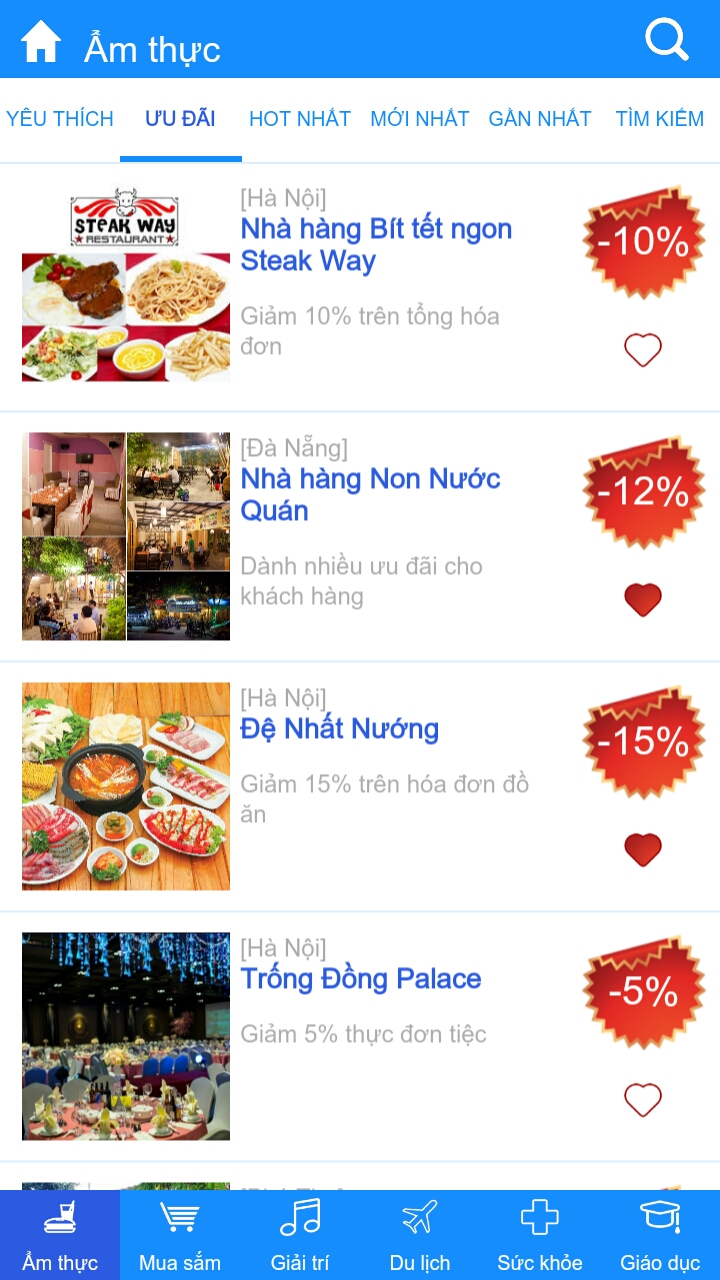 Ẩm thực
YÊU THÍCH
ƯU ĐÃI
HOT NHẤT
MỚI NHẤT
GẦN NHẤT
TÌM KIẾM
STEAK WAY
RESTAURANT
[Hà Nội]
Nhà hàng Bít tết ngon
Steak Way
Giảm 10% trên tổng hóa
đơn
-10%
[Đà Nẵng]
Nhà hàng Non Nước
Quán
Dành nhiều ưu đãi cho
khách hàng
-12%
[Hà Nội]
Đệ Nhất Nướng
Giảm 15% trên hóa đơn đồ
ăn
-15%
[Hà Nội]
Trống Đồng Palace
Giảm 5% thực đơn tiệc
-5%
Ẩm thực
Mua sắm
Giải trí
Du lịch
Sức khỏe
Giáo dục